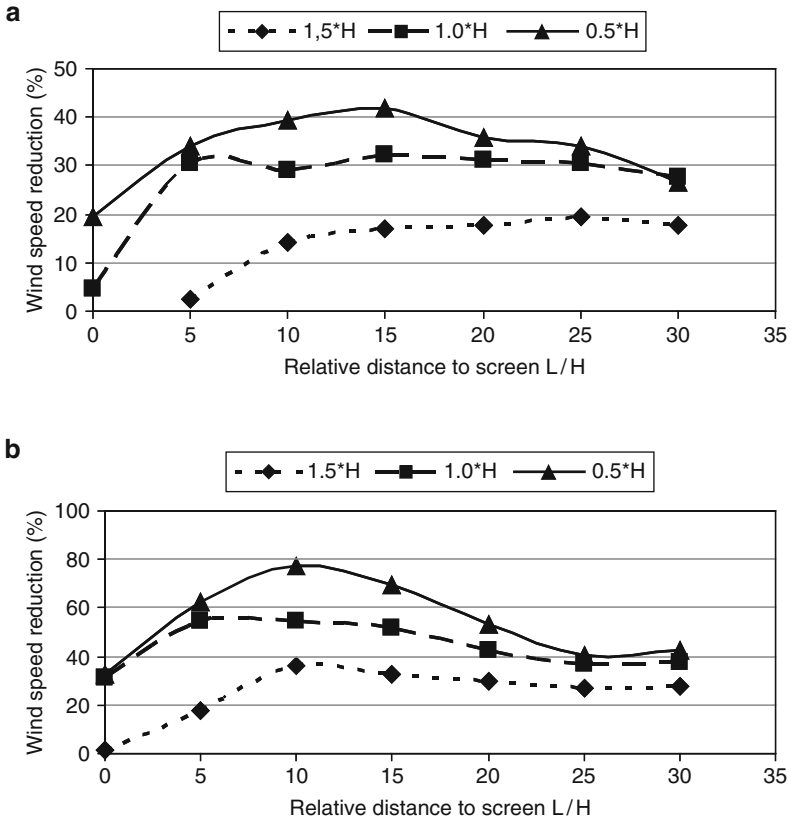 a
1,5*H 1.0*H 0.5*H
Wind speed reduction (%)
50
40
30
20
10
0
0 5 10 15 20 25 30 35
Relative distance to screen L/H
b
1.5*H 1.0*H 0.5*H
Wind speed reduction (%)
100
80
60
40
20
0
0 5 10 15 20 25 30 35
Relative distance to screen L/H